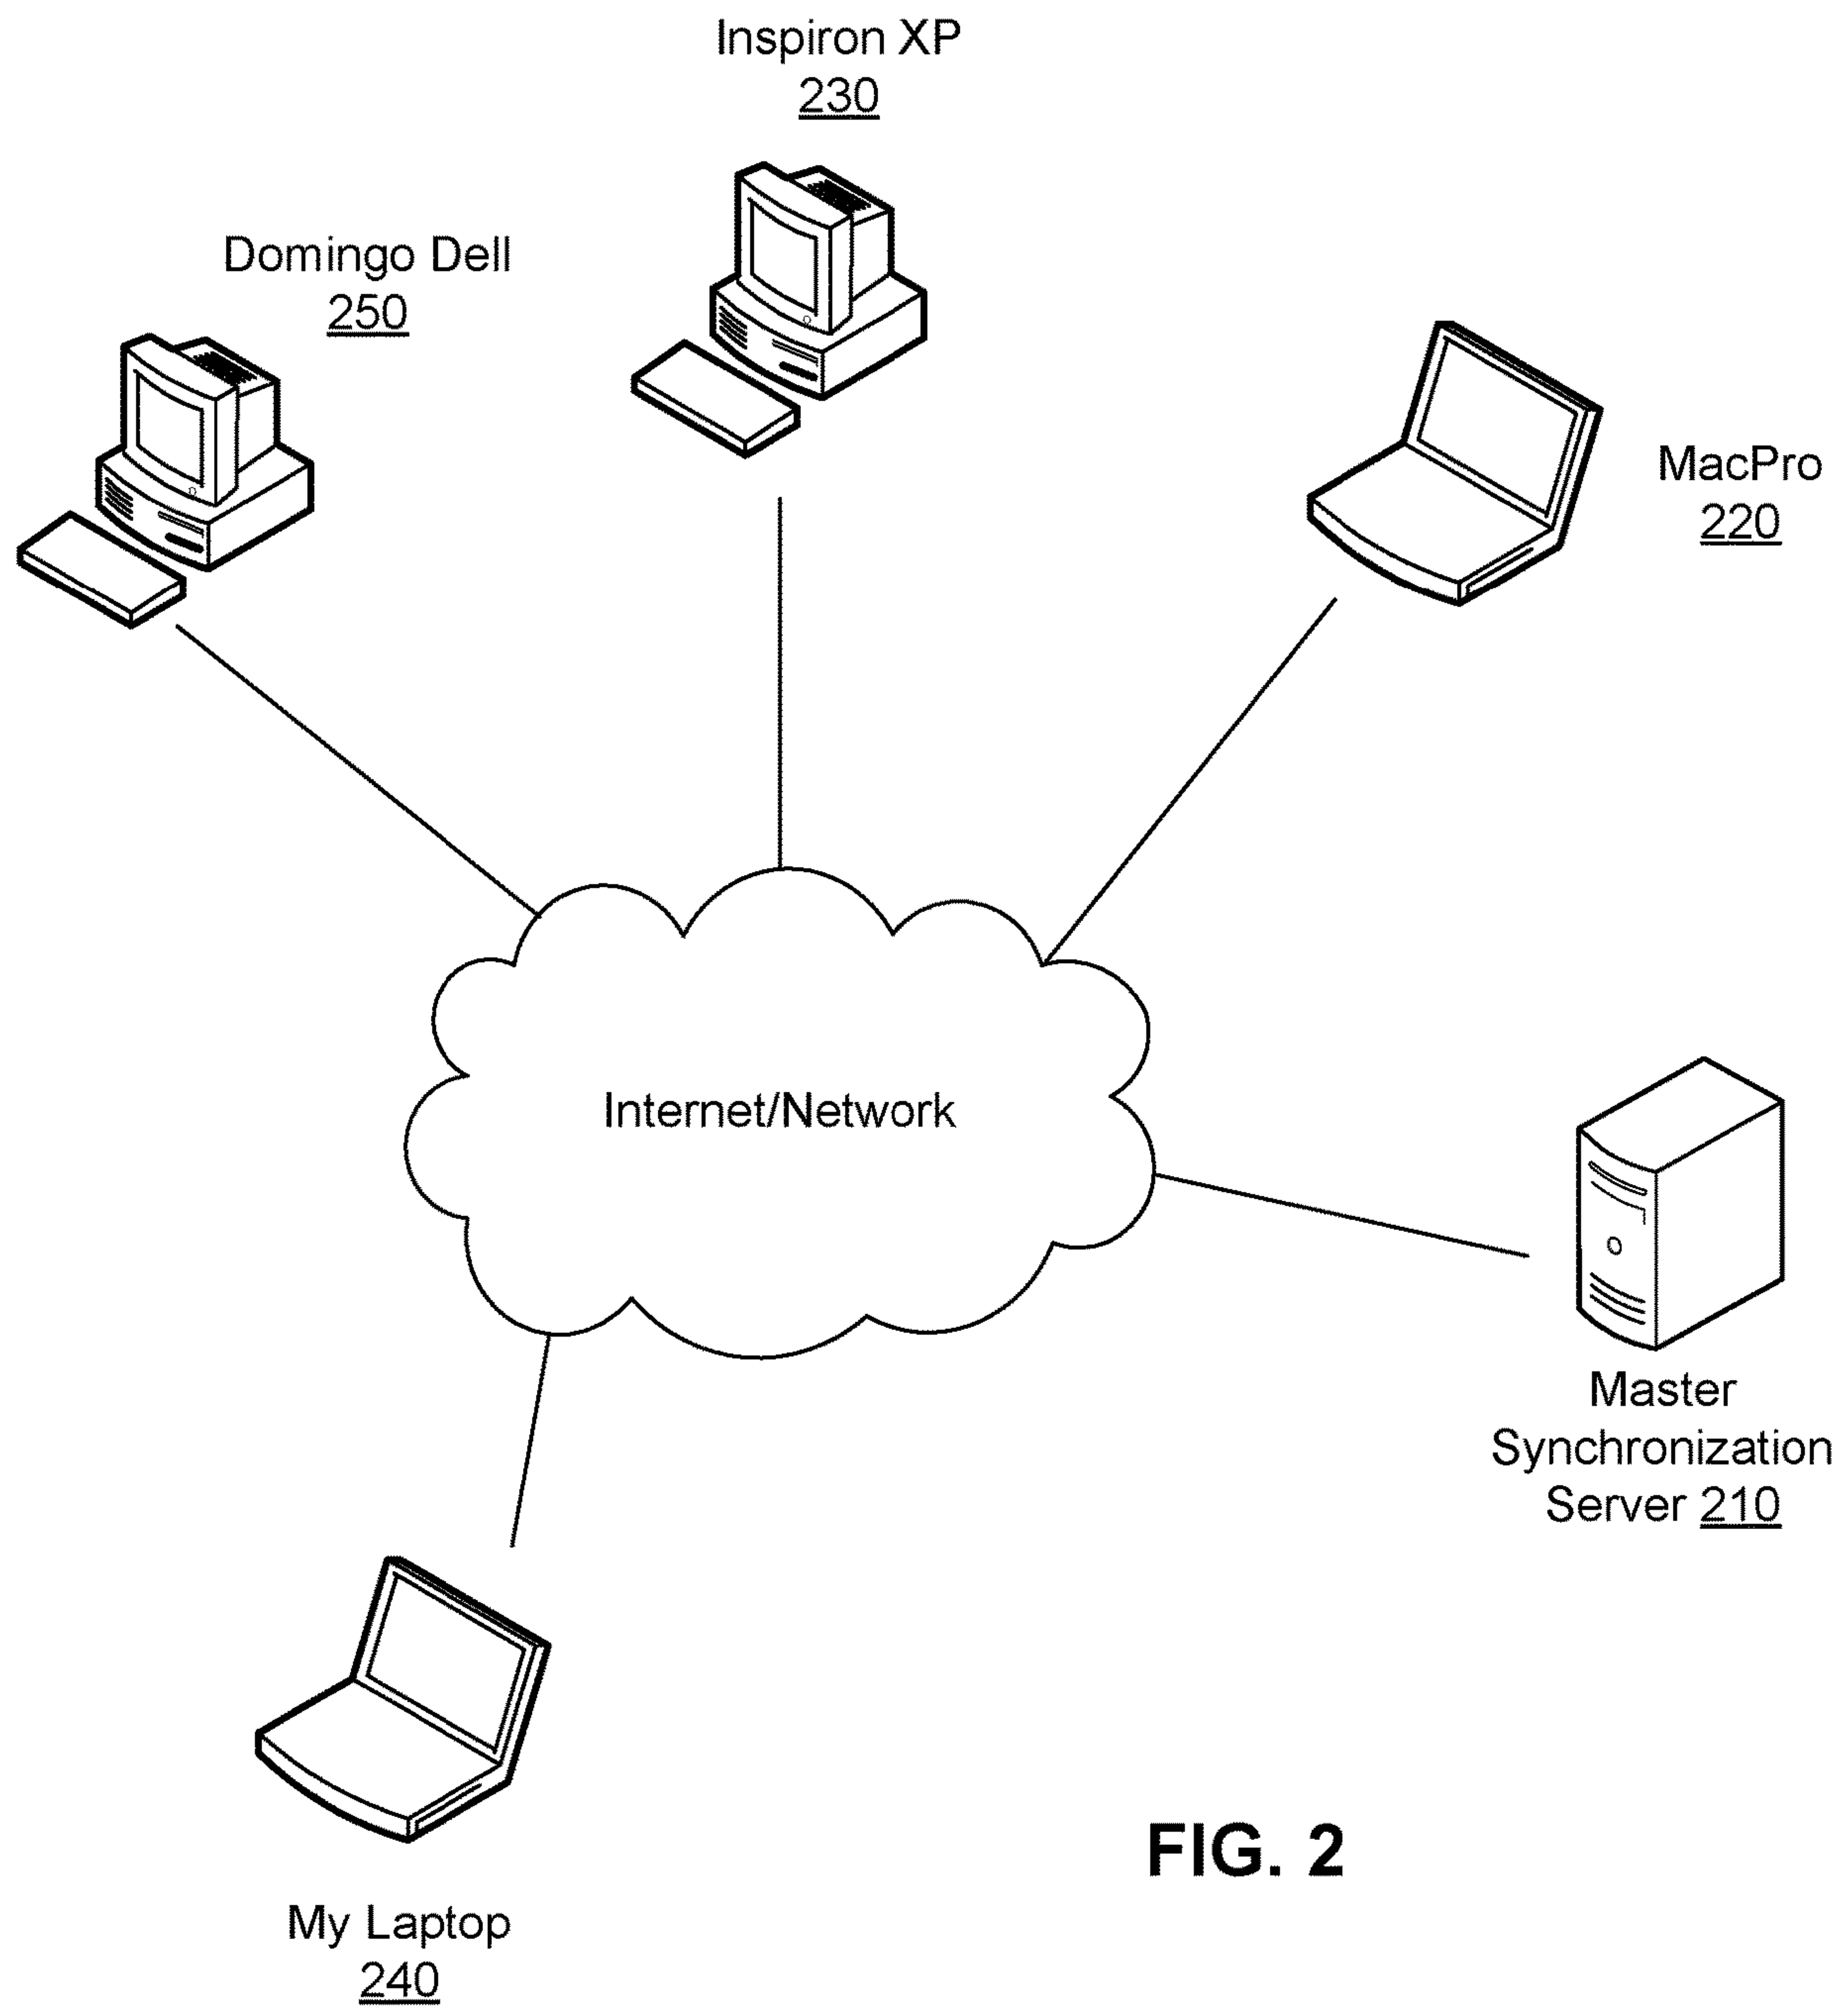 Inspiron XP
230
Domingo Dell
250
MacPro
220
Internet/Network
Master
Synchronization
Server 210
FIG. 2
My Laptop
240